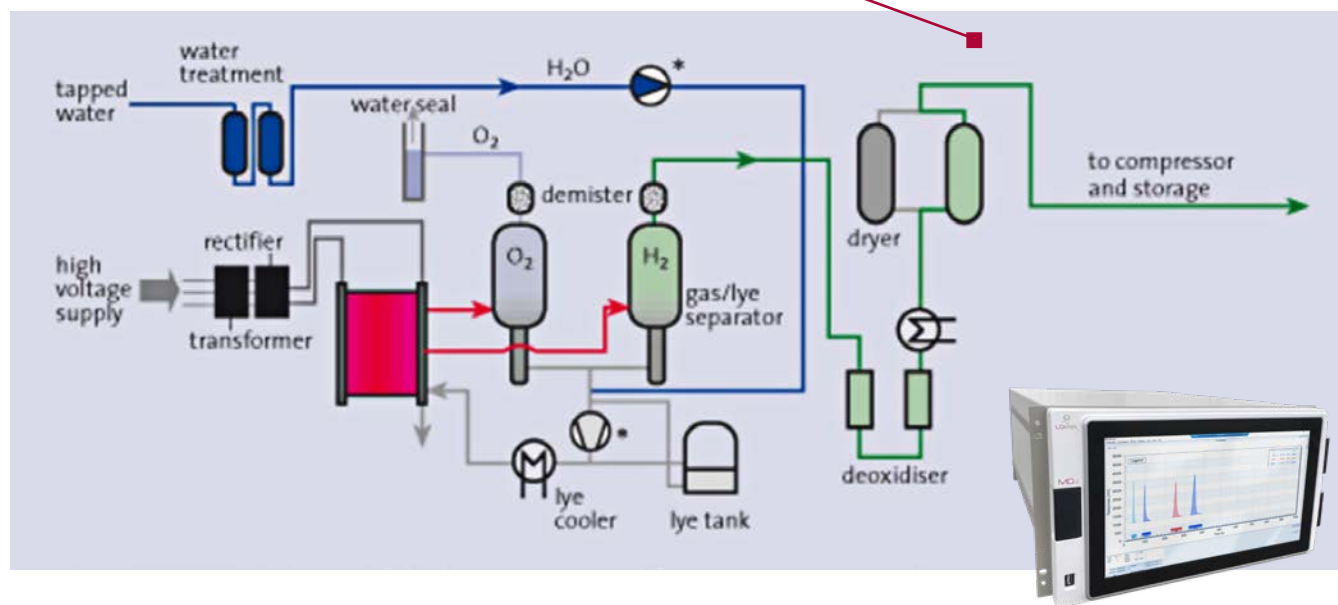 water
treatment
tapped
water
H₂O
*
water seal
O₂
demister
to compressor
and storage
dryer
rectifier
high
voltage
supply
transformer
O₂
H₂
gas/lye
separator
*
deoxidiser
lye
cooler
lye tank